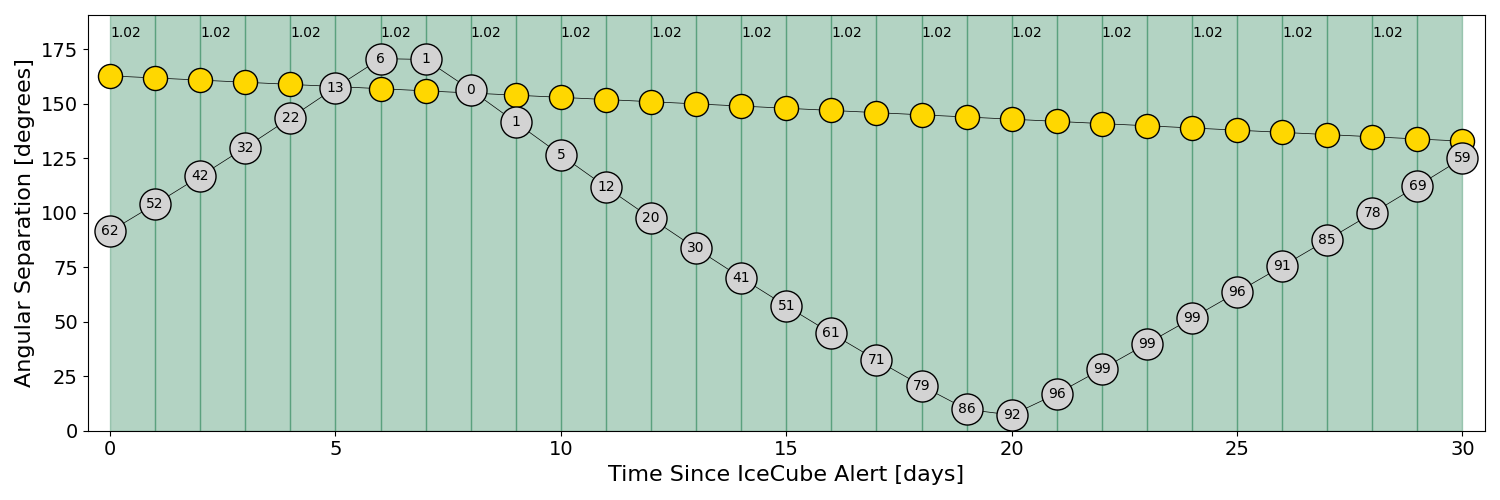 1.02 1.02 1.02 1.02 1.02 1.02 1.02 1.02 1.02 1.02 1.02 1.02 1.02 1.02 1.02
175
150
125
100
75
50
25
0
Angular Separation [degrees]
62 52 42 32 22 13 6 1 0 1 5 12 20 30 41 51 61 71 79 86 92 96 99 99 99 96 91 85 78 69 59
0 5 10 15 20 25 30
Time Since IceCube Alert [days]